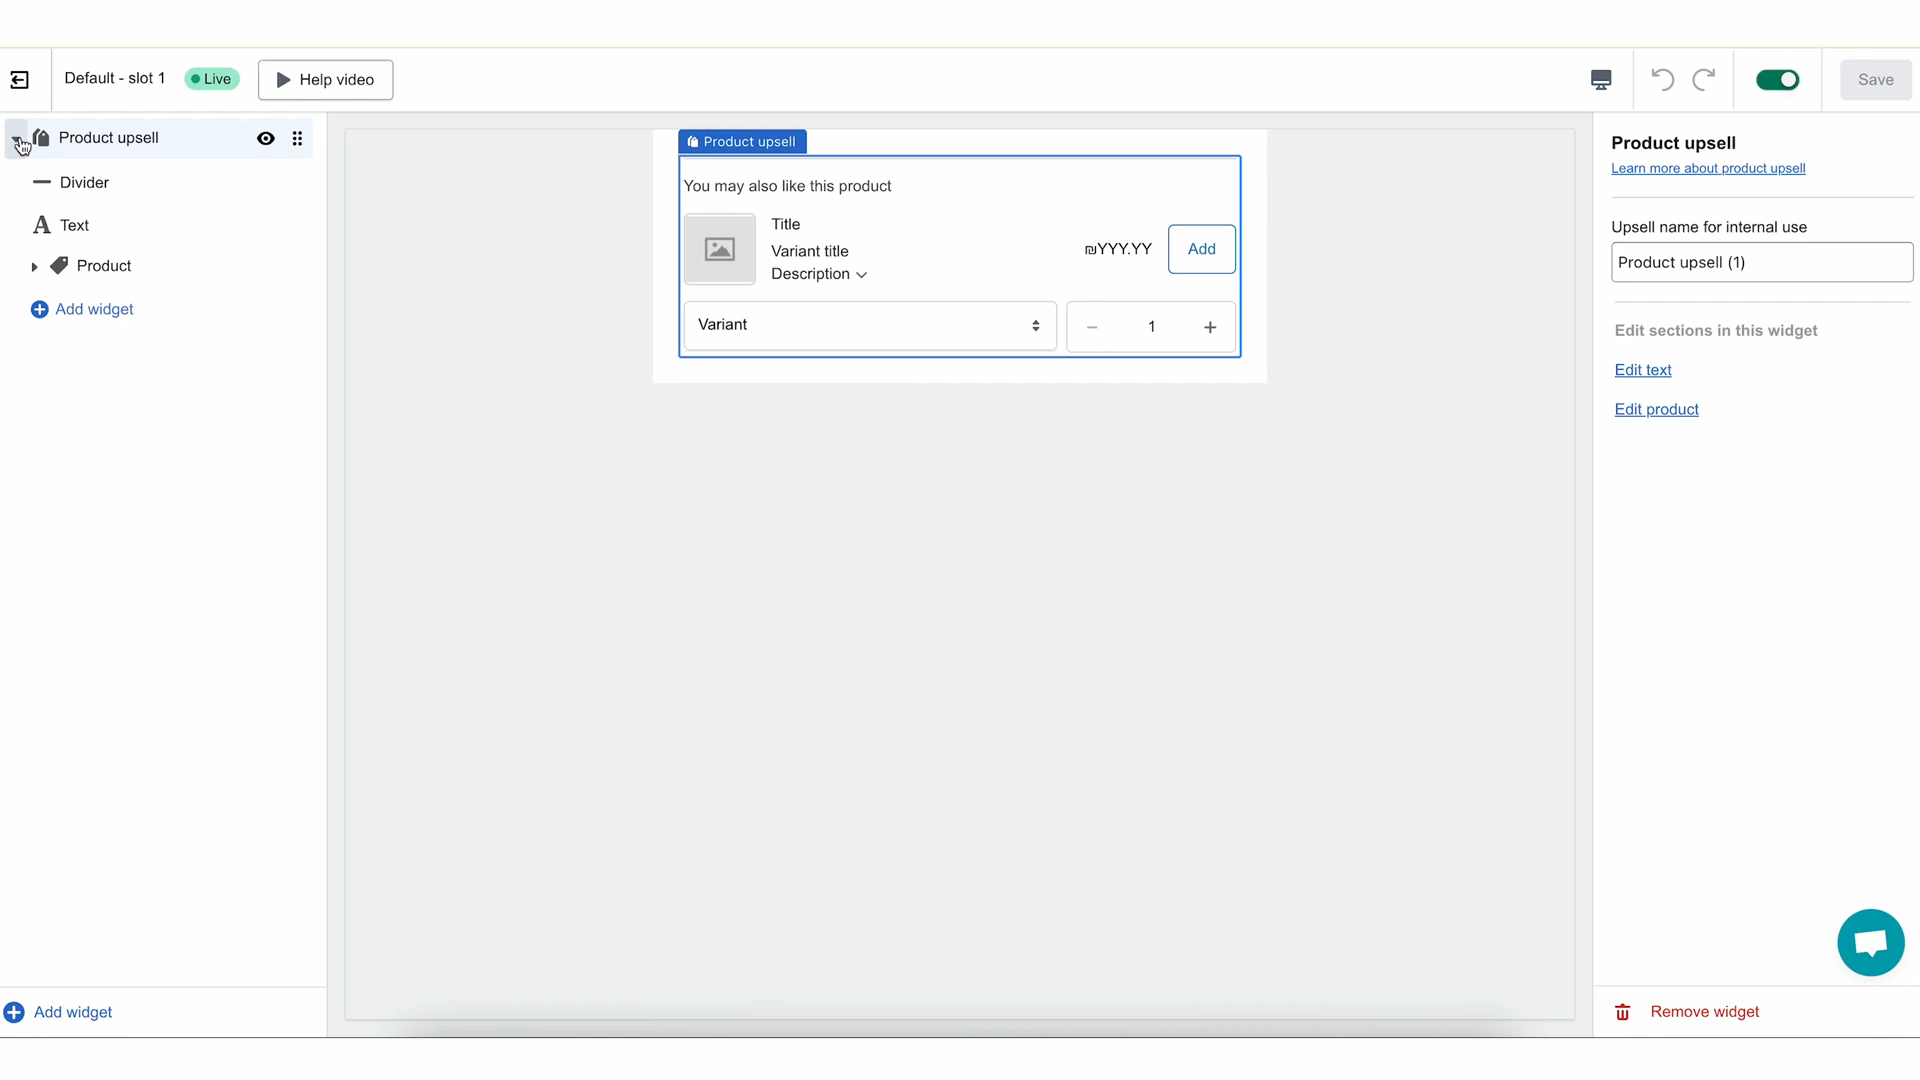 Default - slot 1
Live
Help video
Save
Product upsell
Divider
Text
Product
Add widget
Add widget
Product upsell
You may also like this product
Title
Variant title
Description
₪YYY.YY
Add
Variant
1
Product upsell
Learn more about product upsell
Upsell name for internal use
Product upsell (1)
Edit sections in this widget
Edit text
Edit product
Remove widget